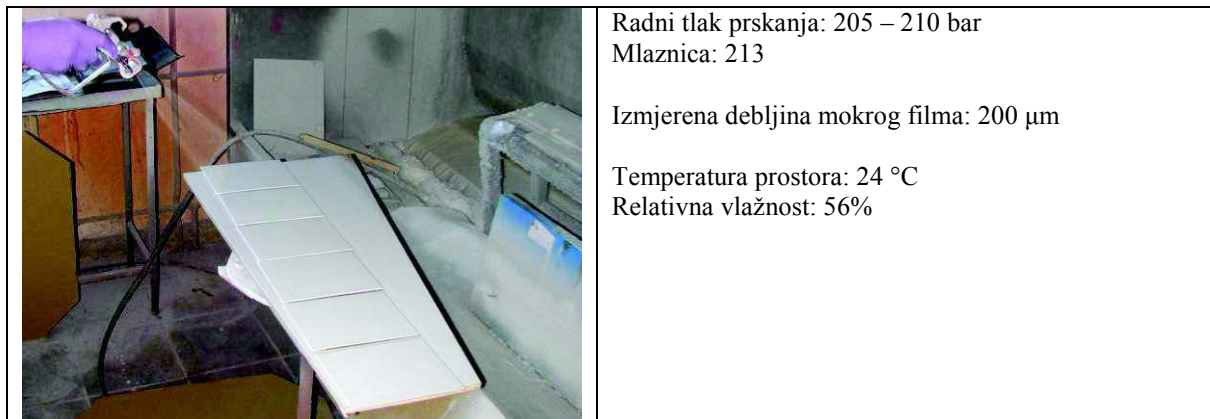 Radni tlak prskanja: 205 – 210 bar
Mlaznica: 213
Izmjerena debljina mokrog filma: 200 μm
Temperatura prostora: 24 °C
Relativna vlažnost: 56%